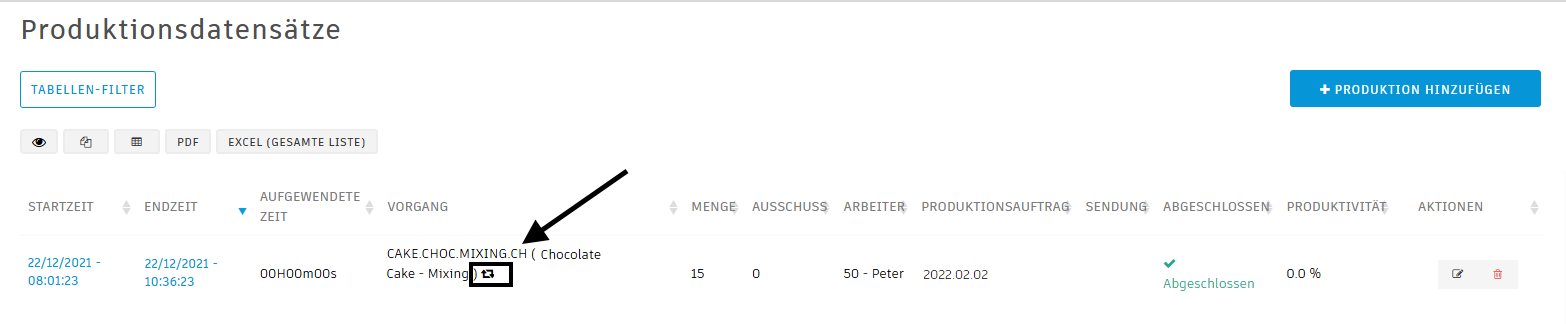 Produktionsdatensätze
TABELLEN-FILTER
PRODUKTION HINZUFÜGEN
PDF EXCEL (GESAMTE LISTE)
STARTZEIT ENDZEIT AUFGEWENDETE ZEIT VORGANG MENGE AUSSCHUSS ARBEITER PRODUKTIONSAUFTRAG SENDUNG ABGESCHLOSSEN PRODUKTIVITÄT AKTIONEN
22/12/2021 -
08:01:23
22/12/2021 -
10:36:23
00H00m00s
CAKE.CHOC.MIXING.CH ( Chocolate
Cake - Mixing )
15
0
50 - Peter
2022.02.02
Abgeschlossen
0.0 %